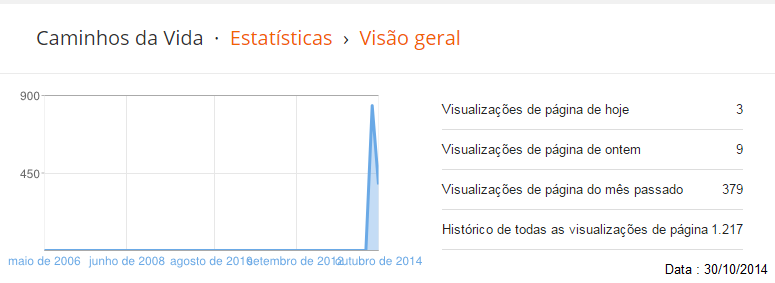 Caminhos da Vida · Estatísticas › Visão geral
900
450
maio de 2006 junho de 2008 agosto de 2010 setembro de 2012 outubro de 2014
Visualizações de página de hoje 3
Visualizações de página de ontem 9
Visualizações de página do mês passado 379
Histórico de todas as visualizações de página 1.217
Data : 30/10/2014